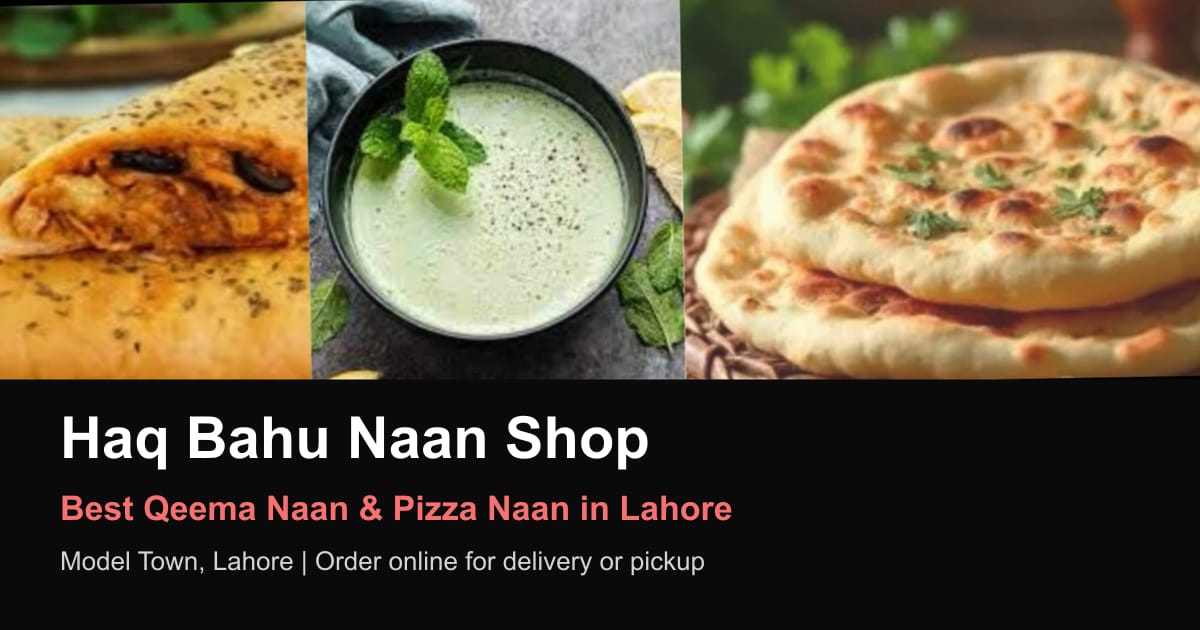 Haq Bahu Naan Shop
Best Qeema Naan & Pizza Naan in Lahore
Model Town, Lahore | Order online for delivery or pickup